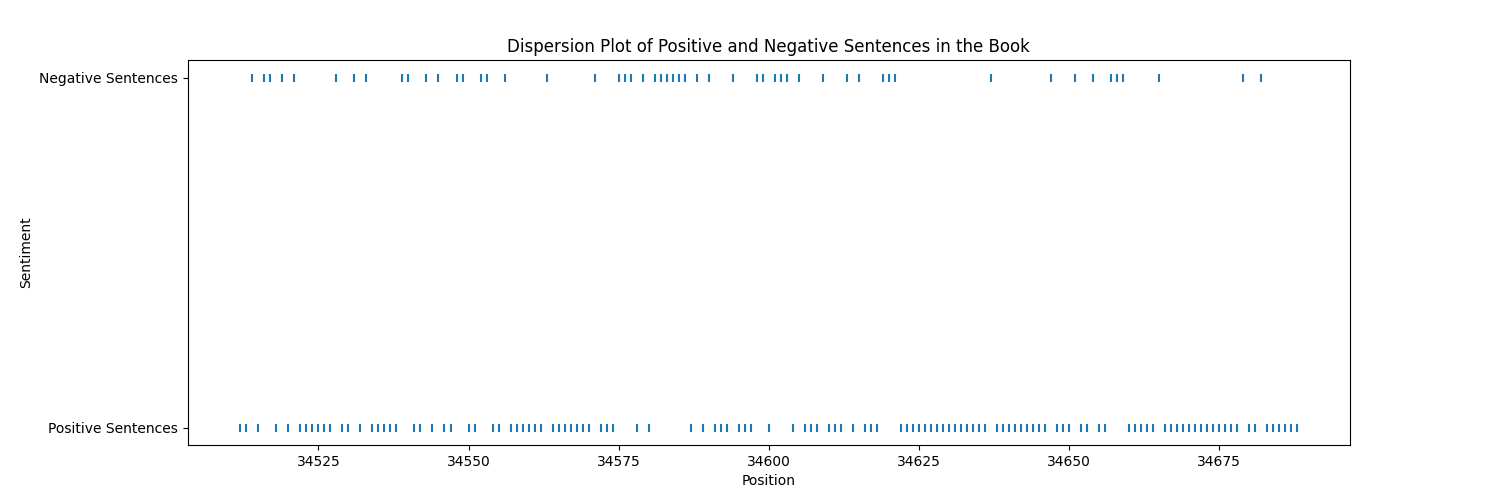 Dispersion Plot of Positive and Negative Sentences in the Book
Negative Sentences
Sentiment
Positive Sentences
34525 34550 34575 34600 34625 34650 34675
Position